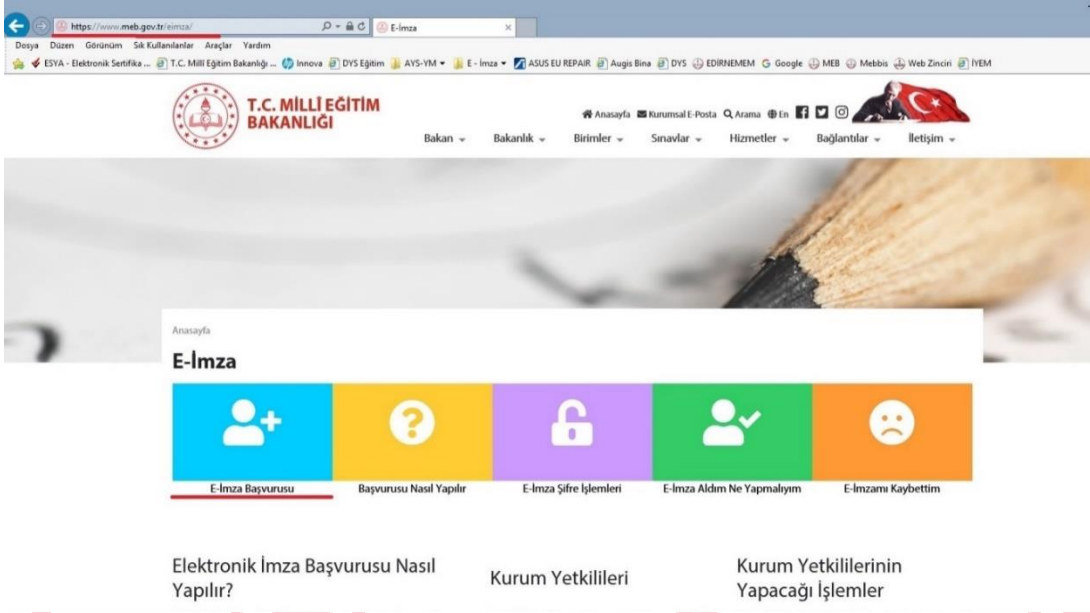 https://www.meb.gov.tr/eimza/
E-İmza
Dosya Düzen Görünüm Sık Kullanılanlar Araçlar Yardım
ESYA - Elektronik Sertifika ... T.C. Milli Eğitim Bakanlığı ... Innova DYS Eğitim AYS-YM E - İmza ASUS EU REPAIR Augis Bina DYS EDİRNEMEM Google MEB Mebbis Web Zinciri İYEM
T.C. MİLLÎ EĞİTİM
BAKANLIĞI
Anasayfa Kurumsal E-Posta Arama En
Bakan Bakanlık Birimler Sınavlar Hizmetler Bağlantılar İletişim
Anasayfa
E-İmza
E-İmza Başvurusu
Başvurusu Nasıl Yapılır
E-İmza Şifre İşlemleri
E-İmza Aldım Ne Yapmalıyım
E-İmzamı Kaybettim
Elektronik İmza Başvurusu Nasıl
Yapılır?
Kurum Yetkilileri
Kurum Yetkililerinin
Yapacağı İşlemler